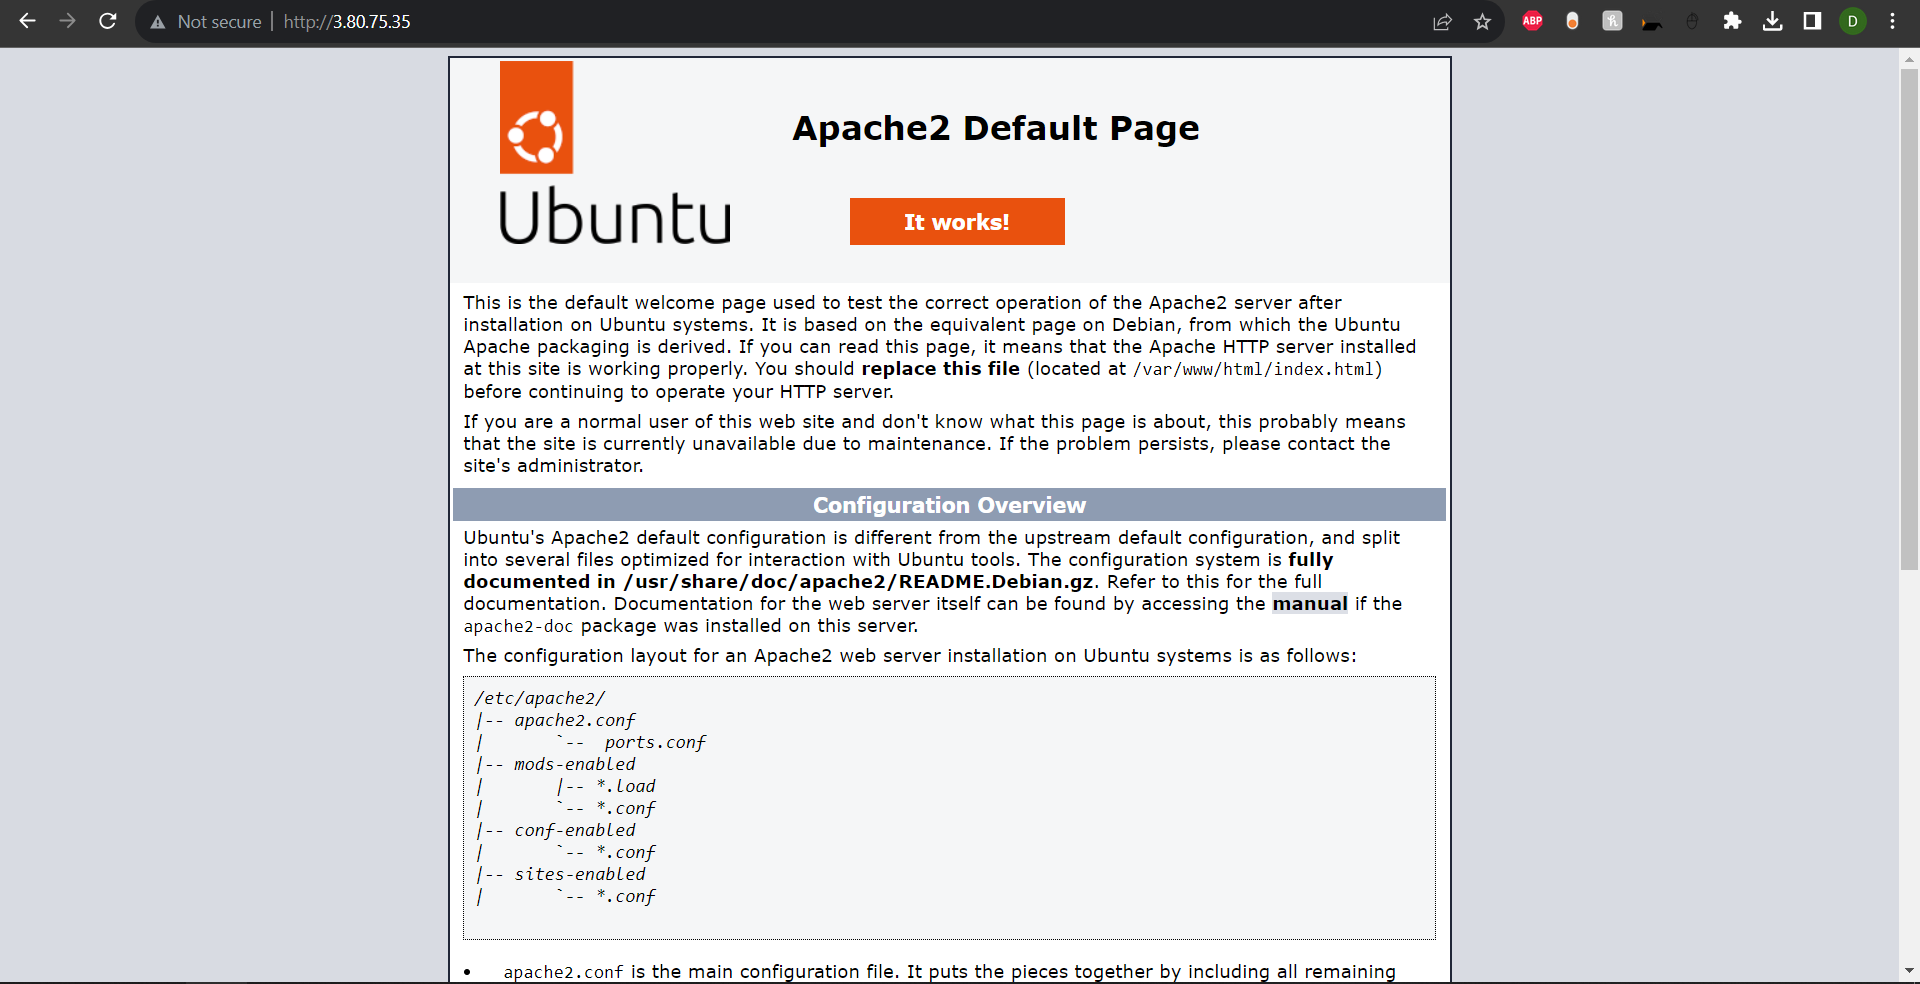 Not secure | http://3.80.75.35
ABP
D
Apache2 Default Page
Ubuntu
It works!
This is the default welcome page used to test the correct operation of the Apache2 server after
installation on Ubuntu systems. It is based on the equivalent page on Debian, from which the Ubuntu
Apache packaging is derived. If you can read this page, it means that the Apache HTTP server installed
at this site is working properly. You should replace this file (located at /var/www/html/index.html)
before continuing to operate your HTTP server.
If you are a normal user of this web site and don't know what this page is about, this probably means
that the site is currently unavailable due to maintenance. If the problem persists, please contact the
site's administrator.
Configuration Overview
Ubuntu's Apache2 default configuration is different from the upstream default configuration, and split
into several files optimized for interaction with Ubuntu tools. The configuration system is fully
documented in /usr/share/doc/apache2/README.Debian.gz. Refer to this for the full
documentation. Documentation for the web server itself can be found by accessing the manual if the
apache2-doc package was installed on this server.
The configuration layout for an Apache2 web server installation on Ubuntu systems is as follows:
/etc/apache2/
|-- apache2.conf
|       `--  ports.conf
|-- mods-enabled
|       |-- *.load
|       `-- *.conf
|-- conf-enabled
|       `-- *.conf
|-- sites-enabled
|       `-- *.conf
• apache2.conf is the main configuration file. It puts the pieces together by including all remaining